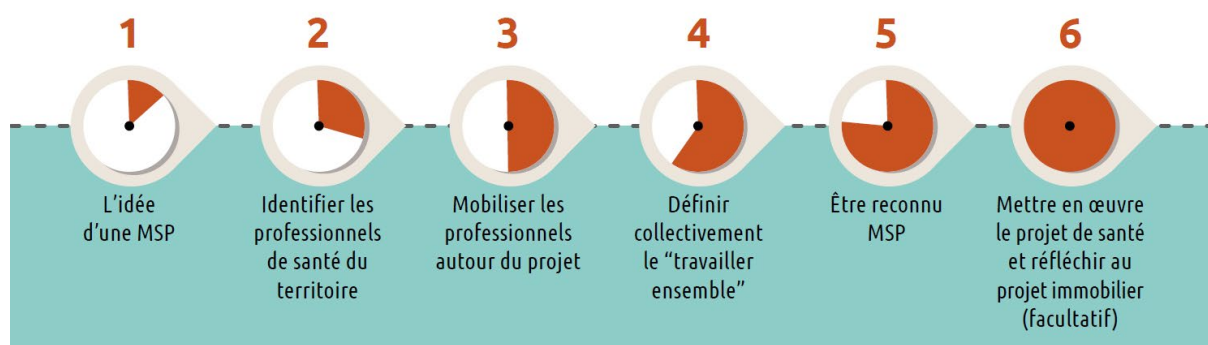 1
L'idée
d'une MSP
2
Identifier les
professionnels
de santé du
territoire
3
Mobiliser les
professionnels
autour du projet
4
Définir
collectivement
le “travailler
ensemble”
5
Être reconnu
MSP
6
Mettre en œuvre
le projet de santé
et réfléchir au
projet immobilier
(facultatif)